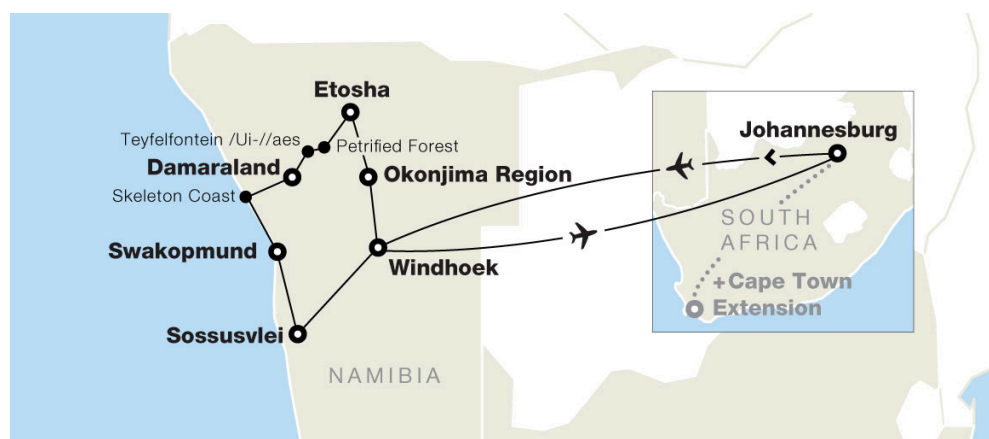 Etosha
Teyfelfontein /Ui-//aes
Petrified Forest
Damaraland
Okonjima Region
Skeleton Coast
Swakopmund
Windhoek
Sossusvlei
NAMIBIA
Johannesburg
SOUTH
AFRICA
+Cape Town
Extension